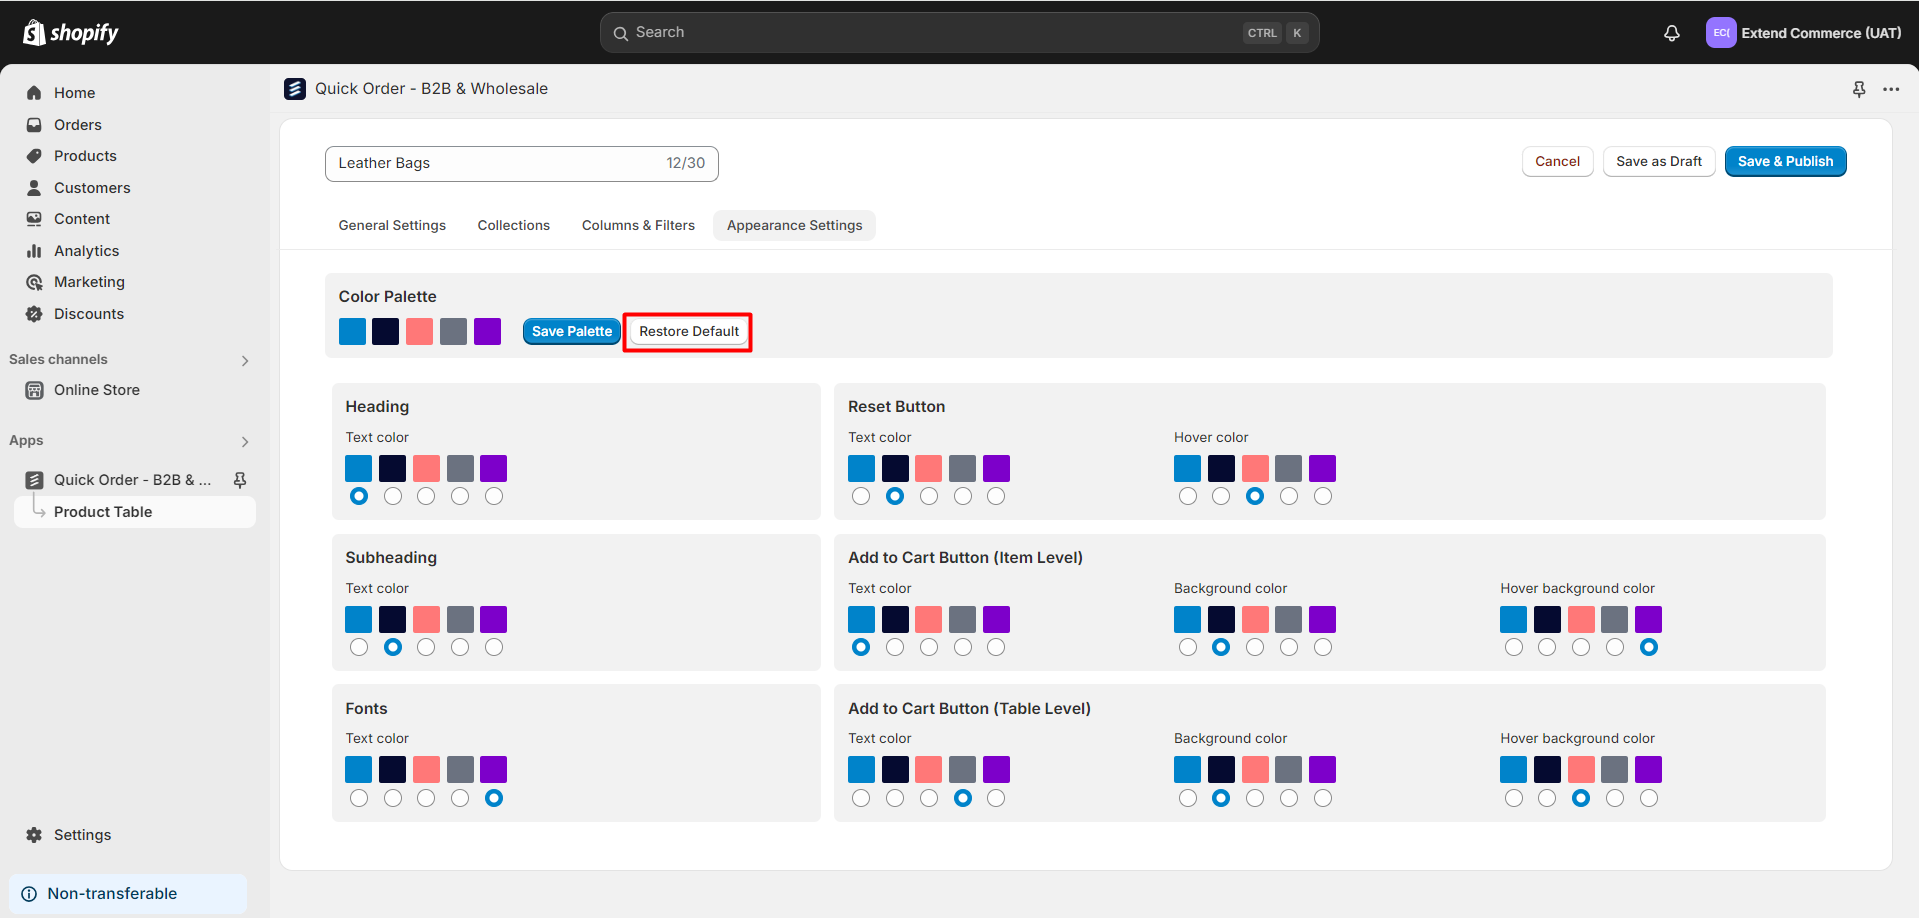 shopify
Search
CTRL K
EC(
Extend Commerce (UAT)
Home
Orders
Products
Customers
Content
Analytics
Marketing
Discounts
Sales channels
Online Store
Apps
Quick Order - B2B & ...
Product Table
Settings
Non-transferable
Quick Order - B2B & Wholesale
Leather Bags 12/30
Cancel
Save as Draft
Save & Publish
General Settings
Collections
Columns & Filters
Appearance Settings
Color Palette
Save Palette
Restore Default
Heading
Text color
Reset Button
Text color
Hover color
Subheading
Text color
Add to Cart Button (Item Level)
Text color
Background color
Hover background color
Fonts
Text color
Add to Cart Button (Table Level)
Text color
Background color
Hover background color